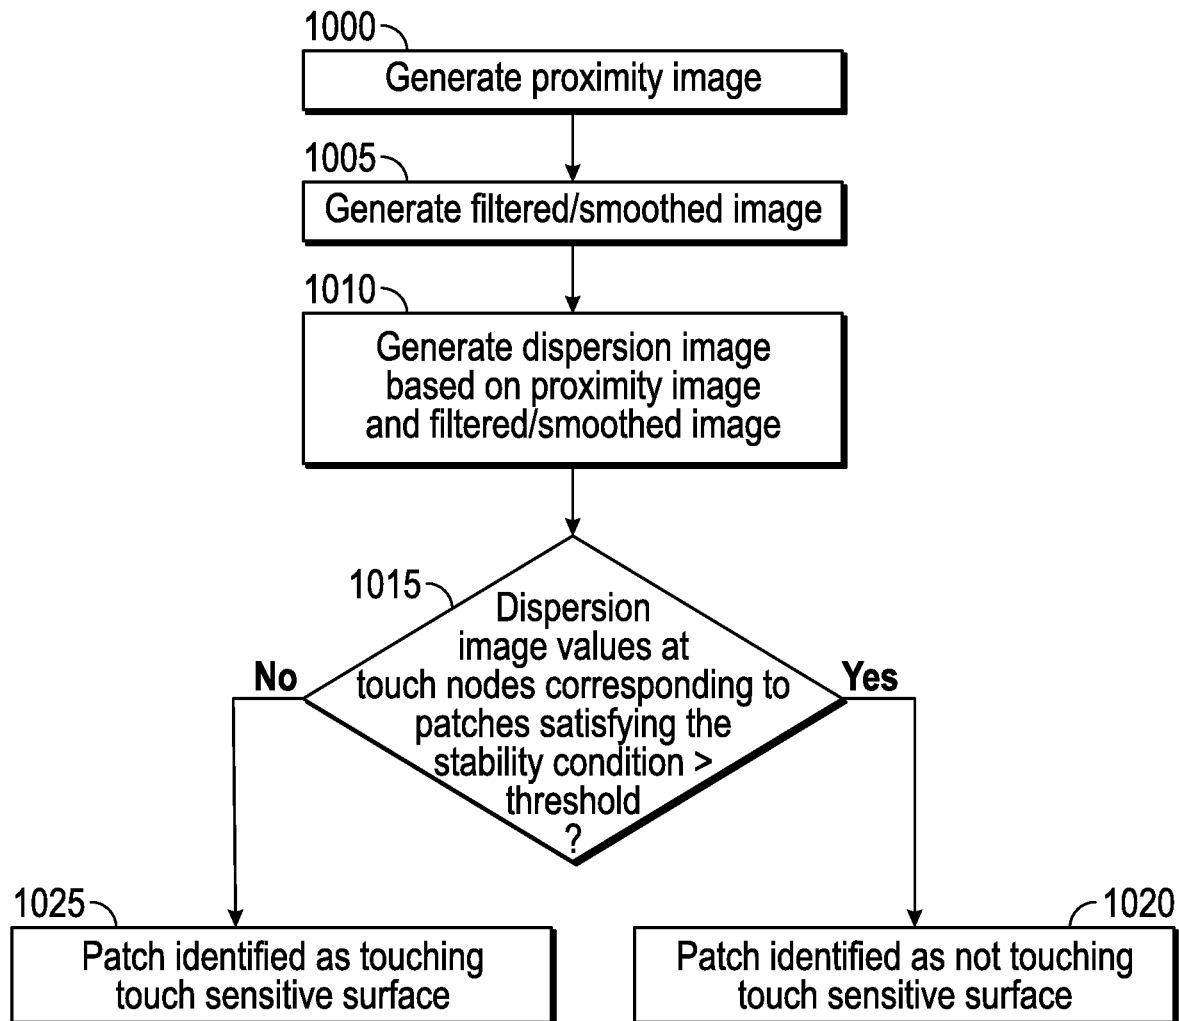 1000
Generate proximity image
1005
Generate filtered/smoothed image
1010
Generate dispersion image
based on proximity image
and filtered/smoothed image
1015
Dispersion
image values at
touch nodes corresponding to
patches satisfying the
stability condition >
threshold
?
No
Yes
1025
Patch identified as touching
touch sensitive surface
1020
Patch identified as not touching
touch sensitive surface